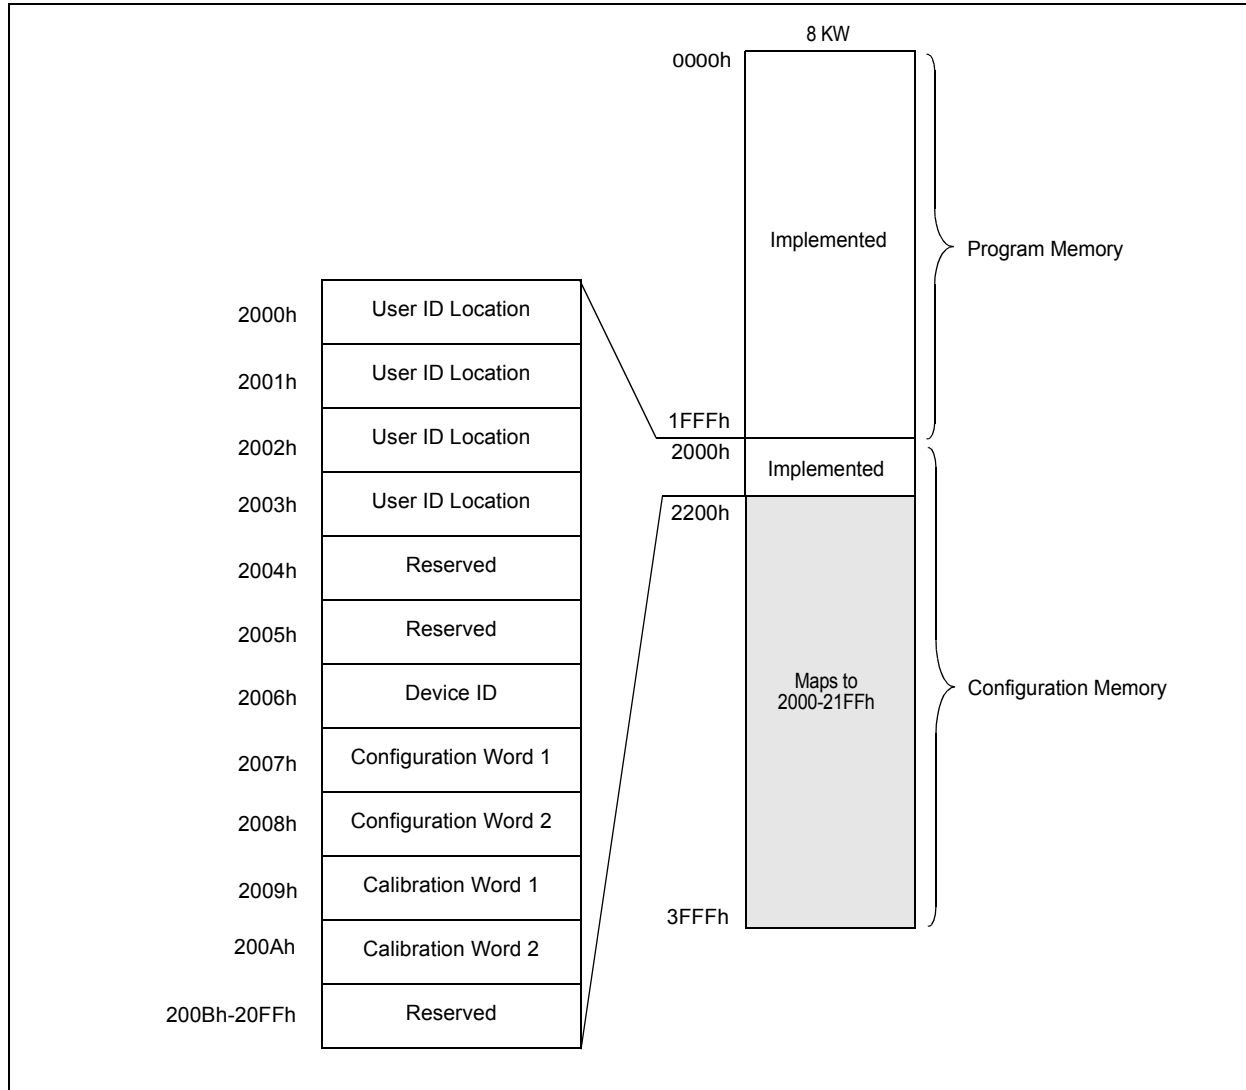 8 KW
0000h
Implemented
Program Memory
1FFFh
2000h
Implemented
2200h
Maps to
2000-21FFh
Configuration Memory
3FFFh
2000h User ID Location
2001h User ID Location
2002h User ID Location
2003h User ID Location
2004h Reserved
2005h Reserved
2006h Device ID
2007h Configuration Word 1
2008h Configuration Word 2
2009h Calibration Word 1
200Ah Calibration Word 2
200Bh-20FFh Reserved